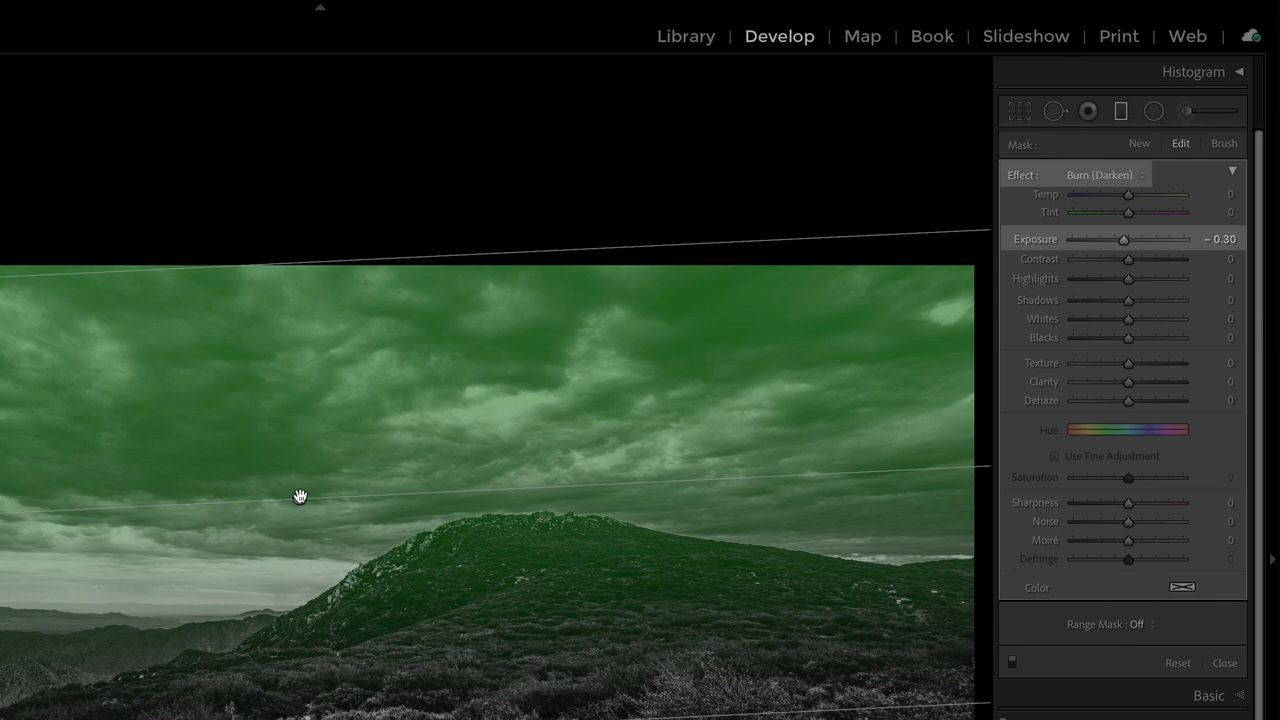 Library | Develop | Map | Book | Slideshow | Print | Web |
Histogram
Mask : New Edit Brush
Effect : Burn (Darken)
Temp 0
Tint 0
Exposure – 0.30
Contrast 0
Highlights 0
Shadows 0
Whites 0
Blacks 0
Texture 0
Clarity 0
Dehaze 0
Hue
Use Fine Adjustment
Saturation 0
Sharpness 0
Noise 0
Moiré 0
Defringe 0
Color
Range Mask : Off
Reset Close
Basic